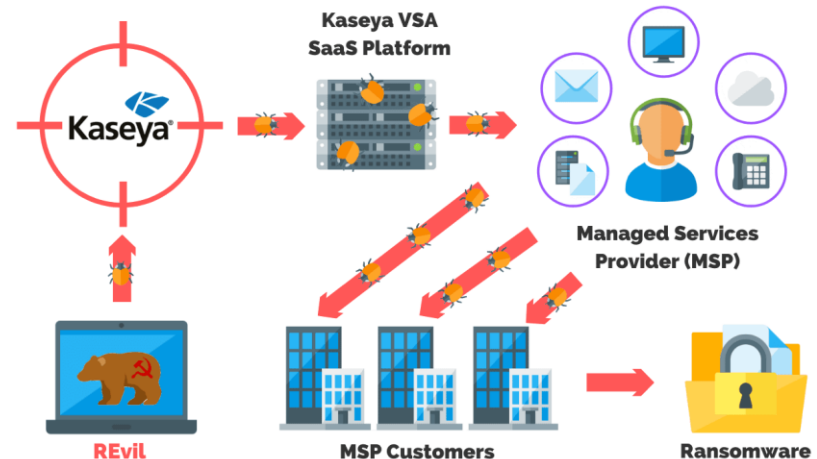 Kaseya VSA
SaaS Platform
Kaseya®
Managed Services
Provider (MSP)
REvil
MSP Customers
Ransomware